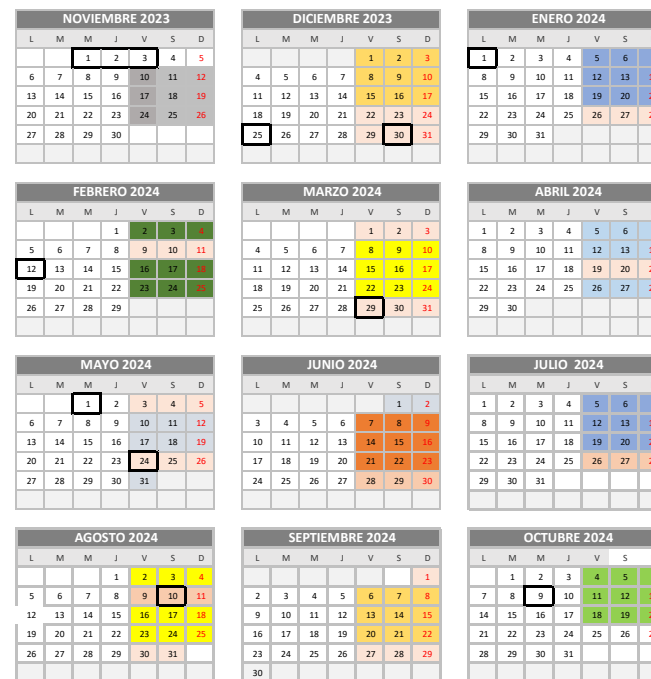 NOVIEMBRE 2023
L M M J V S D
1 2 3 4 5
6 7 8 9 10 11 12
13 14 15 16 17 18 19
20 21 22 23 24 25 26
27 28 29 30
DICIEMBRE 2023
L M M J V S D
1 2 3
4 5 6 7 8 9 10
11 12 13 14 15 16 17
18 19 20 21 22 23 24
25 26 27 28 29 30 31
ENERO 2024
L M M J V S
1 2 3 4 5 6
8 9 10 11 12 13
15 16 17 18 19 20
22 23 24 25 26 27
29 30 31
FEBRERO 2024
L M M J V S D
1 2 3 4
5 6 7 8 9 10 11
12 13 14 15 16 17 18
19 20 21 22 23 24 25
26 27 28 29
MARZO 2024
L M M J V S D
1 2 3
4 5 6 7 8 9 10
11 12 13 14 15 16 17
18 19 20 21 22 23 24
25 26 27 28 29 30 31
ABRIL 2024
L M M J V S
1 2 3 4 5 6
8 9 10 11 12 13
15 16 17 18 19 20
22 23 24 25 26 27
29 30
MAYO 2024
L M M J V S D
1 2 3 4 5
6 7 8 9 10 11 12
13 14 15 16 17 18 19
20 21 22 23 24 25 26
27 28 29 30 31
JUNIO 2024
L M M J V S D
1 2
3 4 5 6 7 8 9
10 11 12 13 14 15 16
17 18 19 20 21 22 23
24 25 26 27 28 29 30
JULIO 2024
L M M J V S
1 2 3 4 5 6
8 9 10 11 12 13
15 16 17 18 19 20
22 23 24 25 26 27
29 30 31
AGOSTO 2024
L M M J V S D
1 2 3 4
5 6 7 8 9 10 11
12 13 14 15 16 17 18
19 20 21 22 23 24 25
26 27 28 29 30 31
SEPTIEMBRE 2024
L M M J V S D
1
2 3 4 5 6 7 8
9 10 11 12 13 14 15
16 17 18 19 20 21 22
23 24 25 26 27 28 29
30
OCTUBRE 2024
L M M J V S
1 2 3 4 5
7 8 9 10 11 12
14 15 16 17 18 19
21 22 23 24 25 26
28 29 30 31